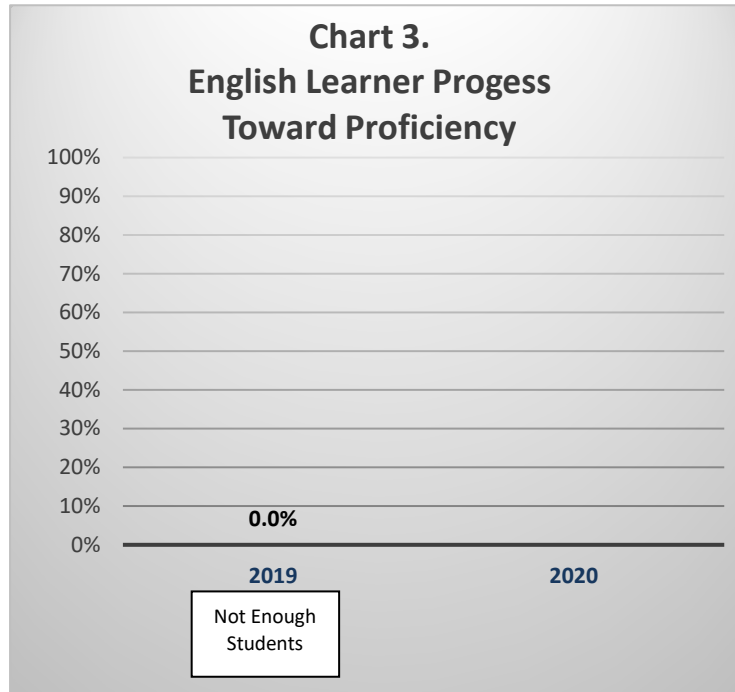 Chart 3.
English Learner Progess
Toward Proficiency
100%
90%
80%
70%
60%
50%
40%
30%
20%
10%
0%
0.0%
2019
2020
Not Enough
Students